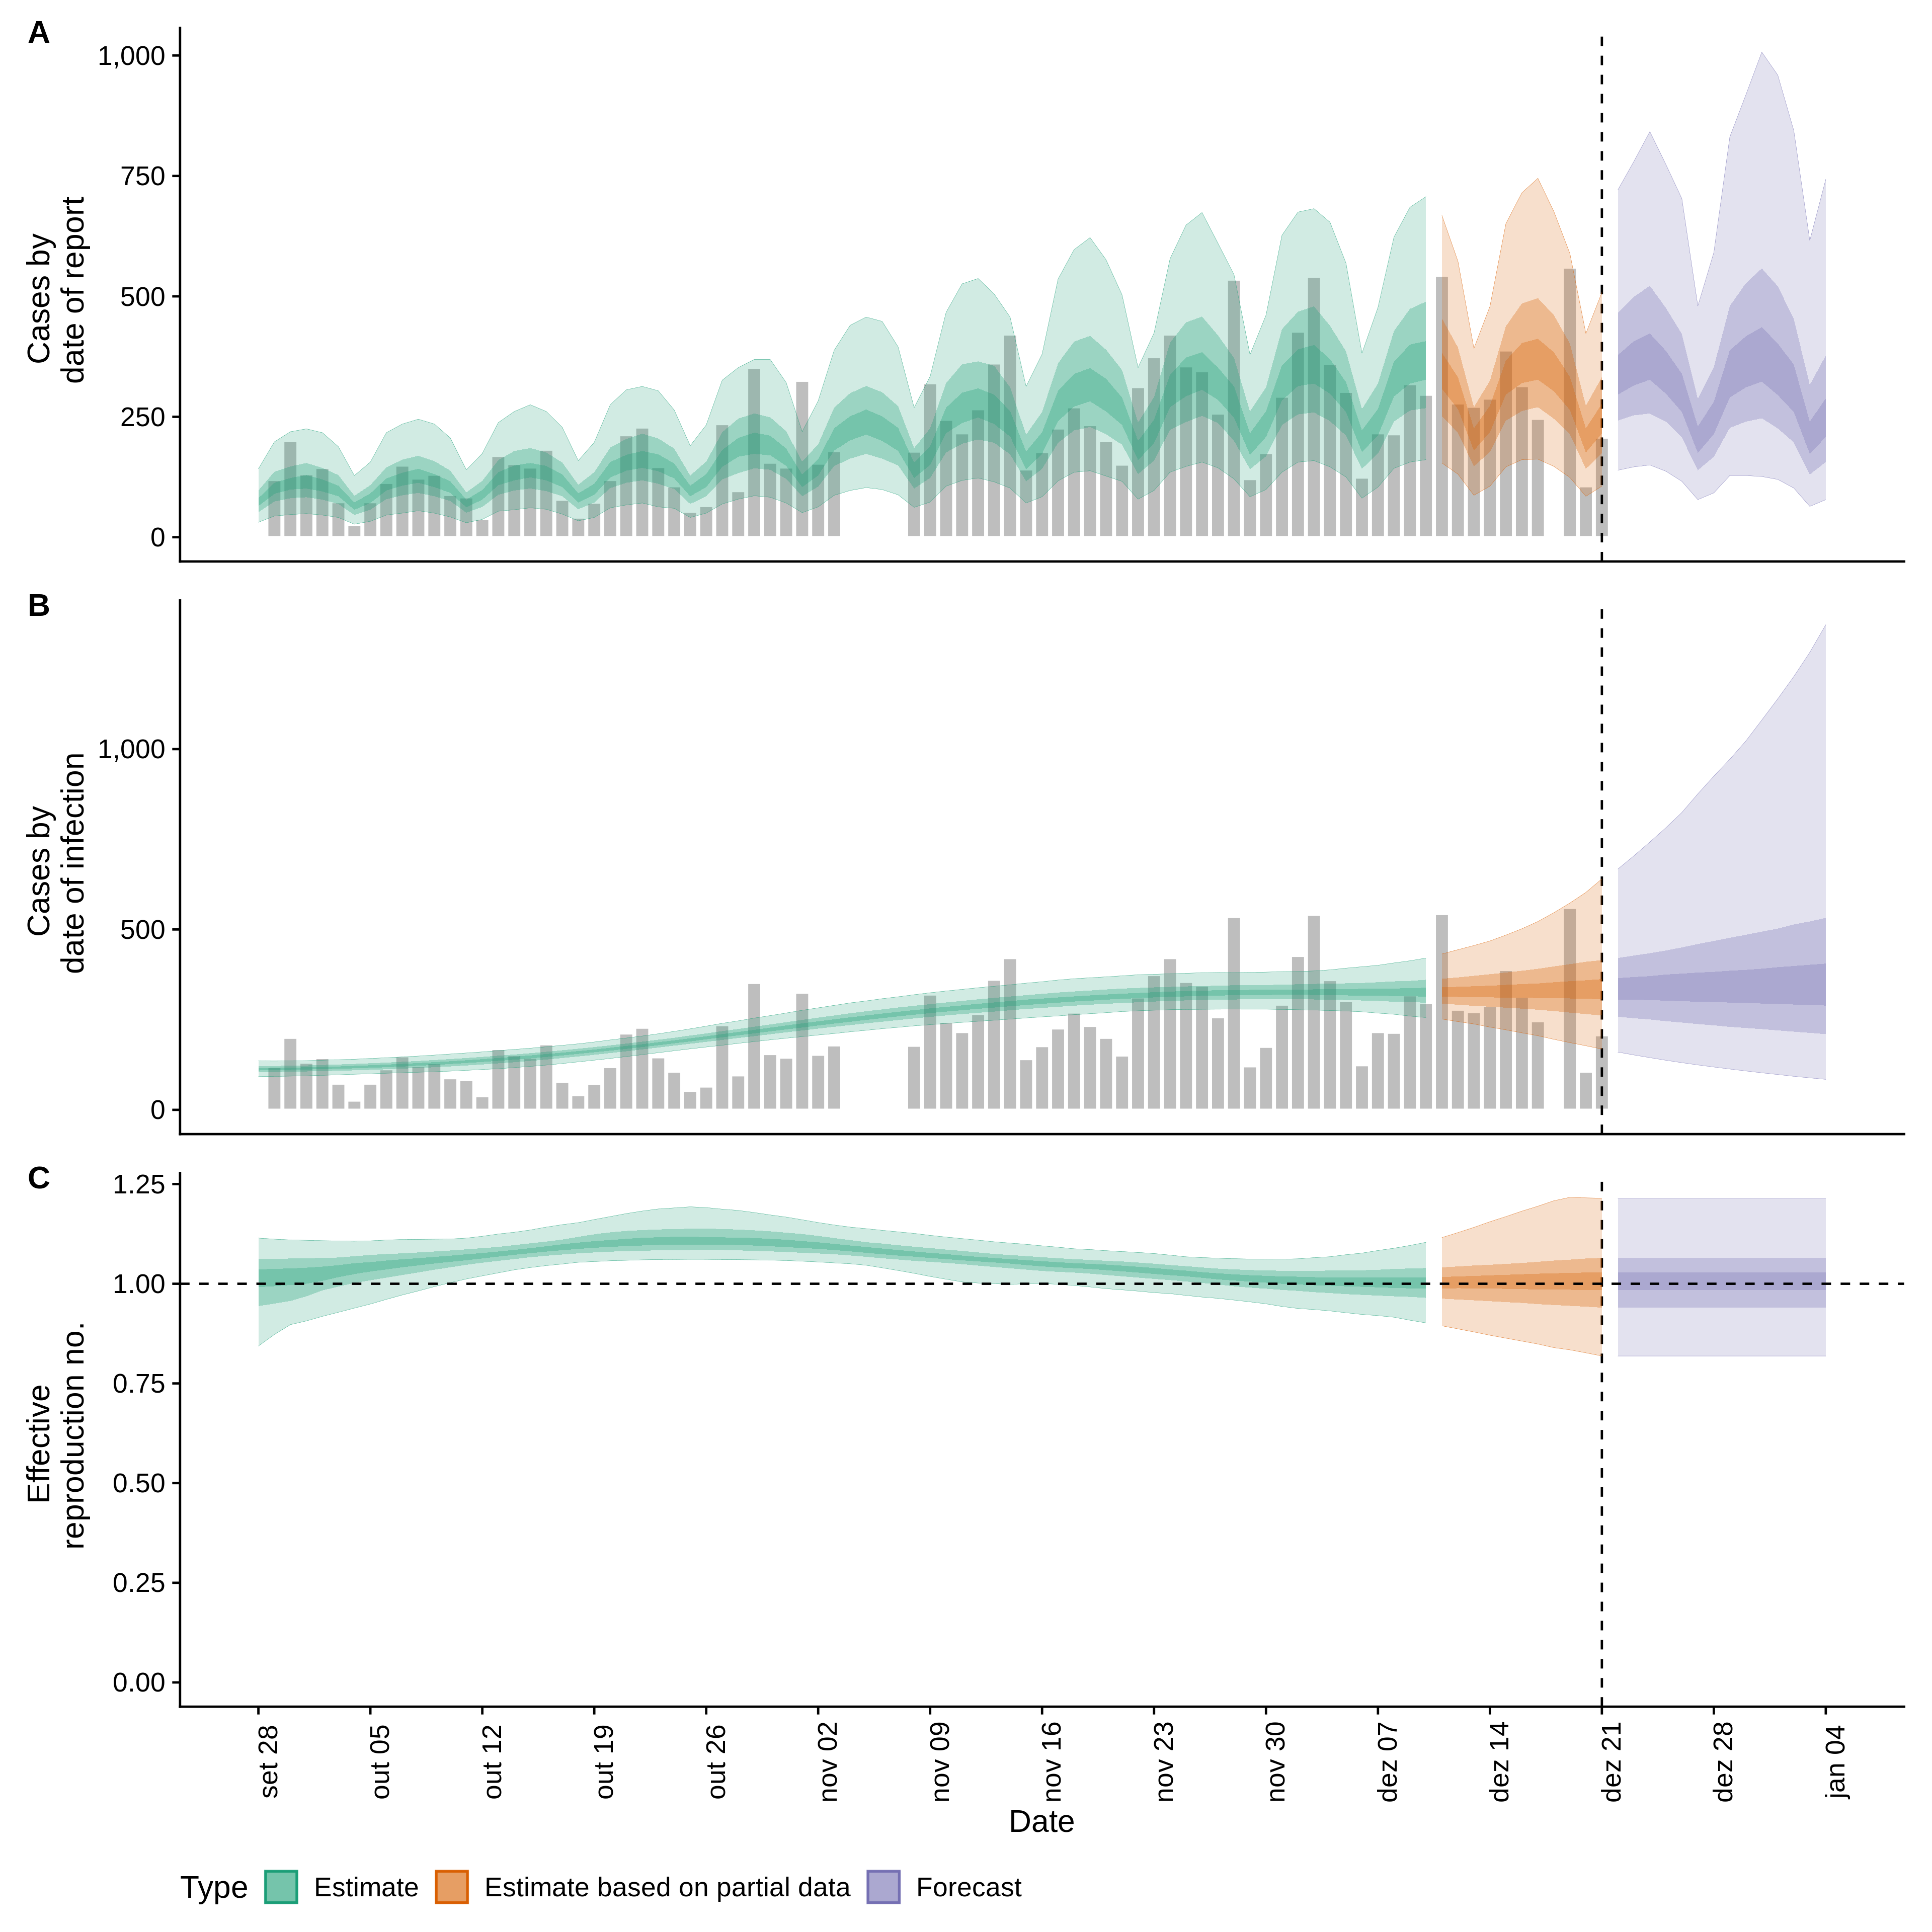 A
1,000
750
500
250
0
Cases by
date of report
B
1,000
500
0
Cases by
date of infection
C
1.25
1.00
0.75
0.50
0.25
0.00
Effective
reproduction no.
set 28
out 05
out 12
out 19
out 26
nov 02
nov 09
nov 16
nov 23
nov 30
dez 07
dez 14
dez 21
dez 28
jan 04
Date
Type Estimate Estimate based on partial data Forecast